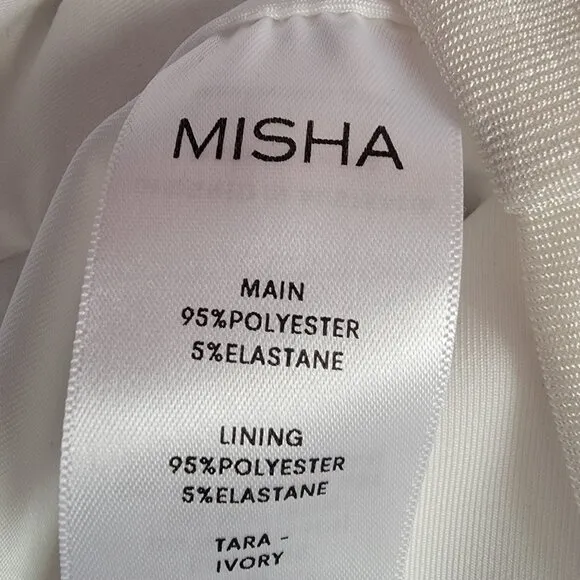 MISHA
MAIN
95%POLYESTER
5%ELASTANE
LINING
95%POLYESTER
5%ELASTANE
TARA -
IVORY